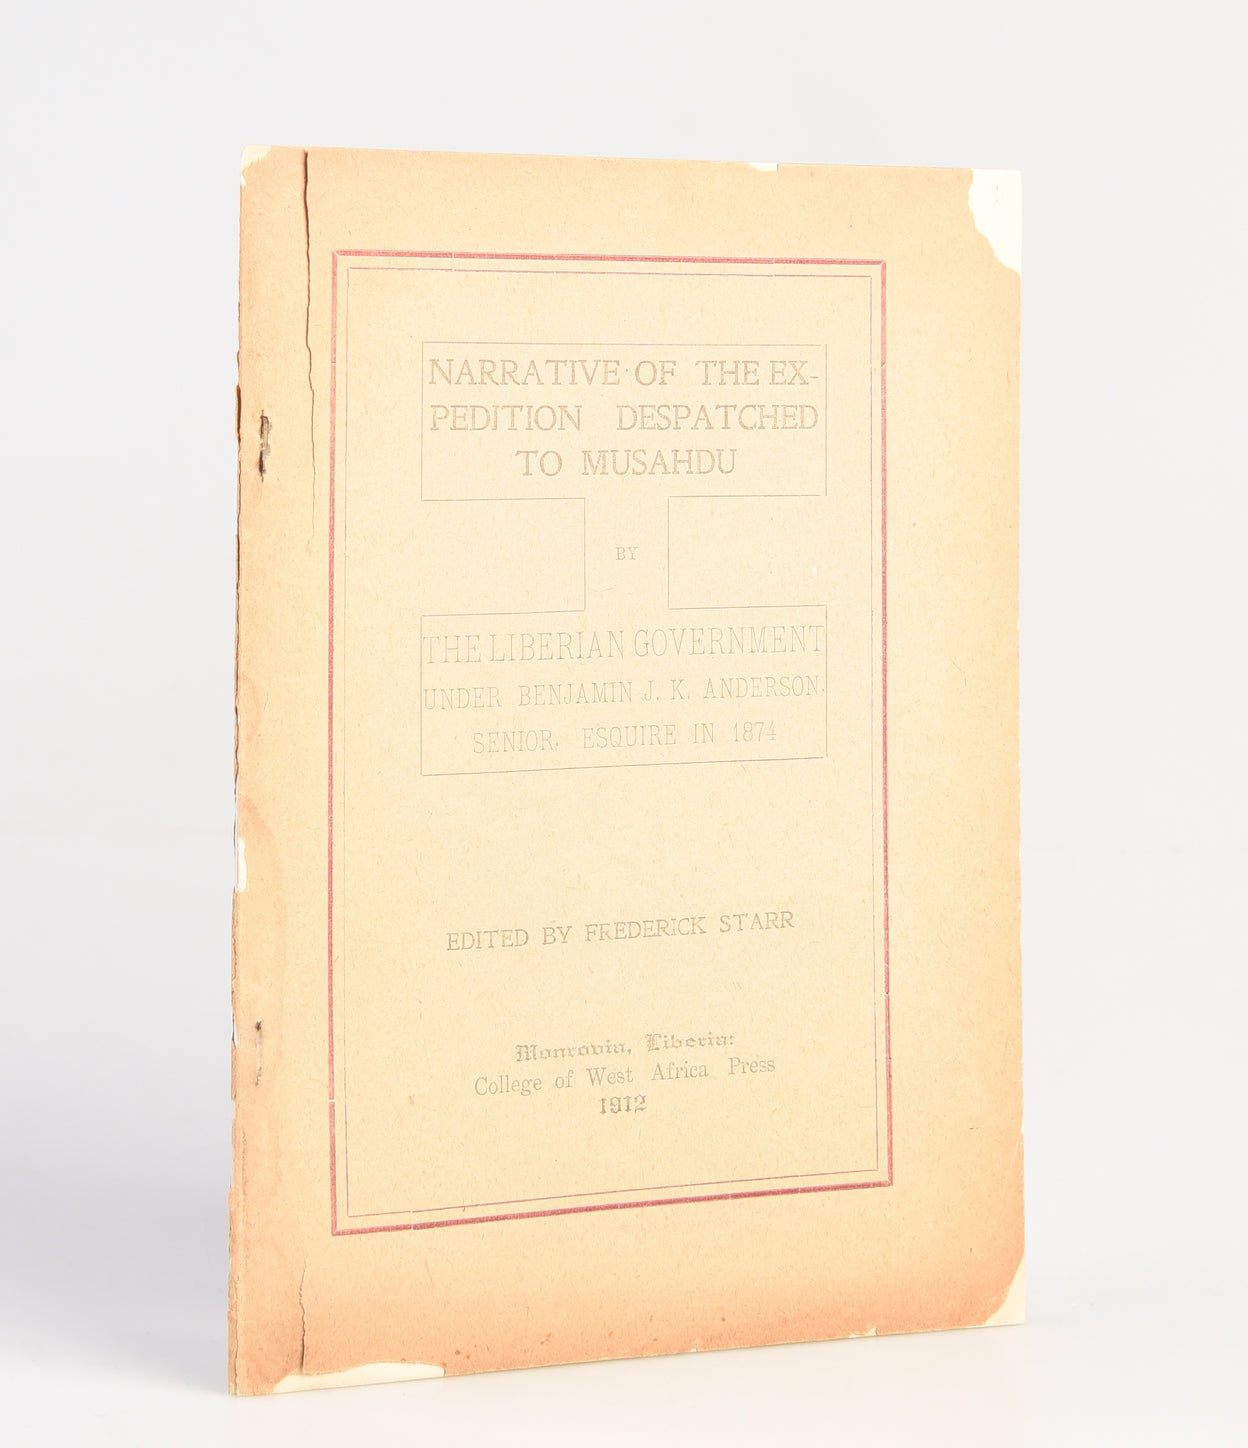 NARRATIVE OF THE EX-
PEDITION DESPATCHED
TO MUSAHDU
BY
THE LIBERIAN GOVERNMENT
UNDER BENJAMIN J. K. ANDERSON,
SENIOR, ESQUIRE IN 1874
EDITED BY FREDERICK STARR
Monrovia, Liberia:
College of West Africa Press
1912